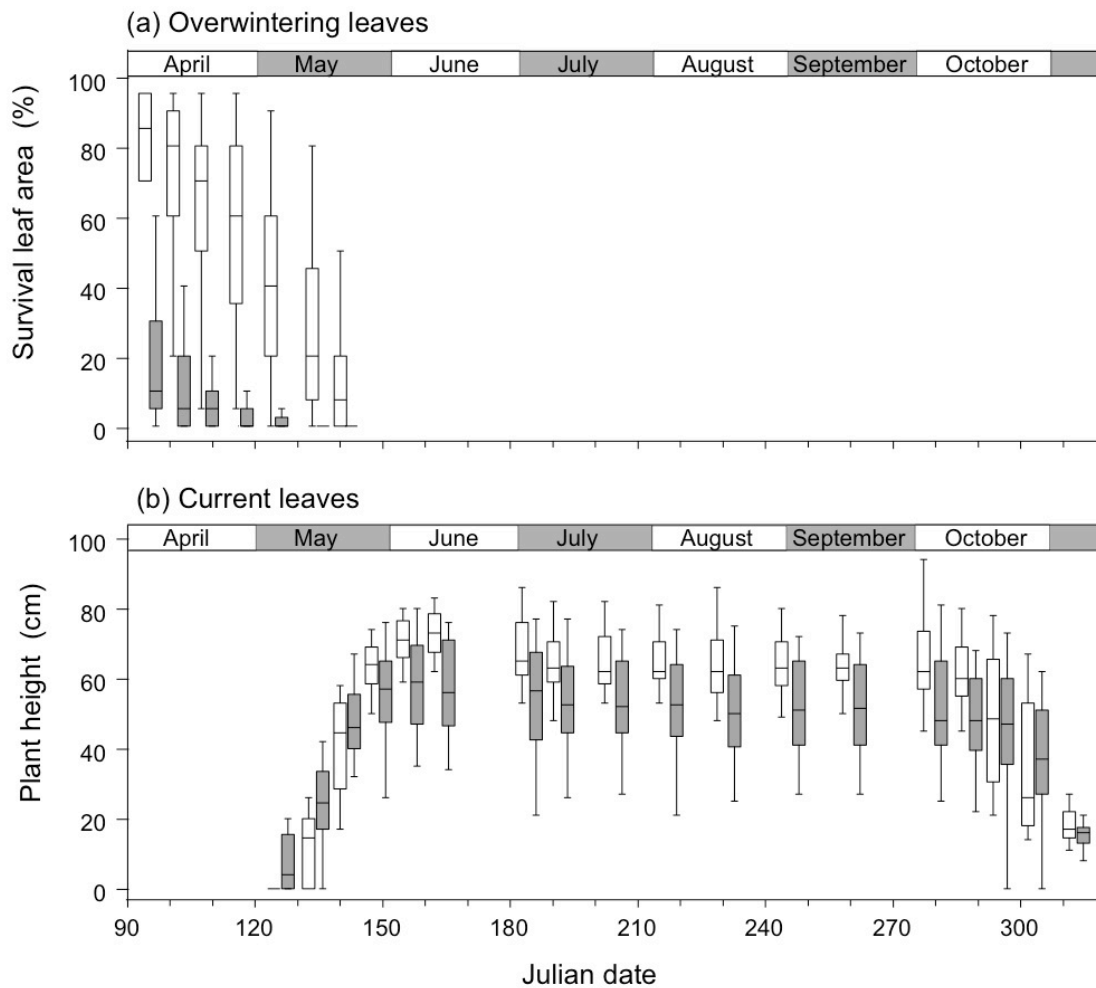 (a) Overwintering leaves
April May June July August September October
100
80
60
40
20
0
Survival leaf area (%)
(b) Current leaves
April May June July August September October
100
80
60
40
20
0
Plant height (cm)
90 120 150 180 210 240 270 300
Julian date